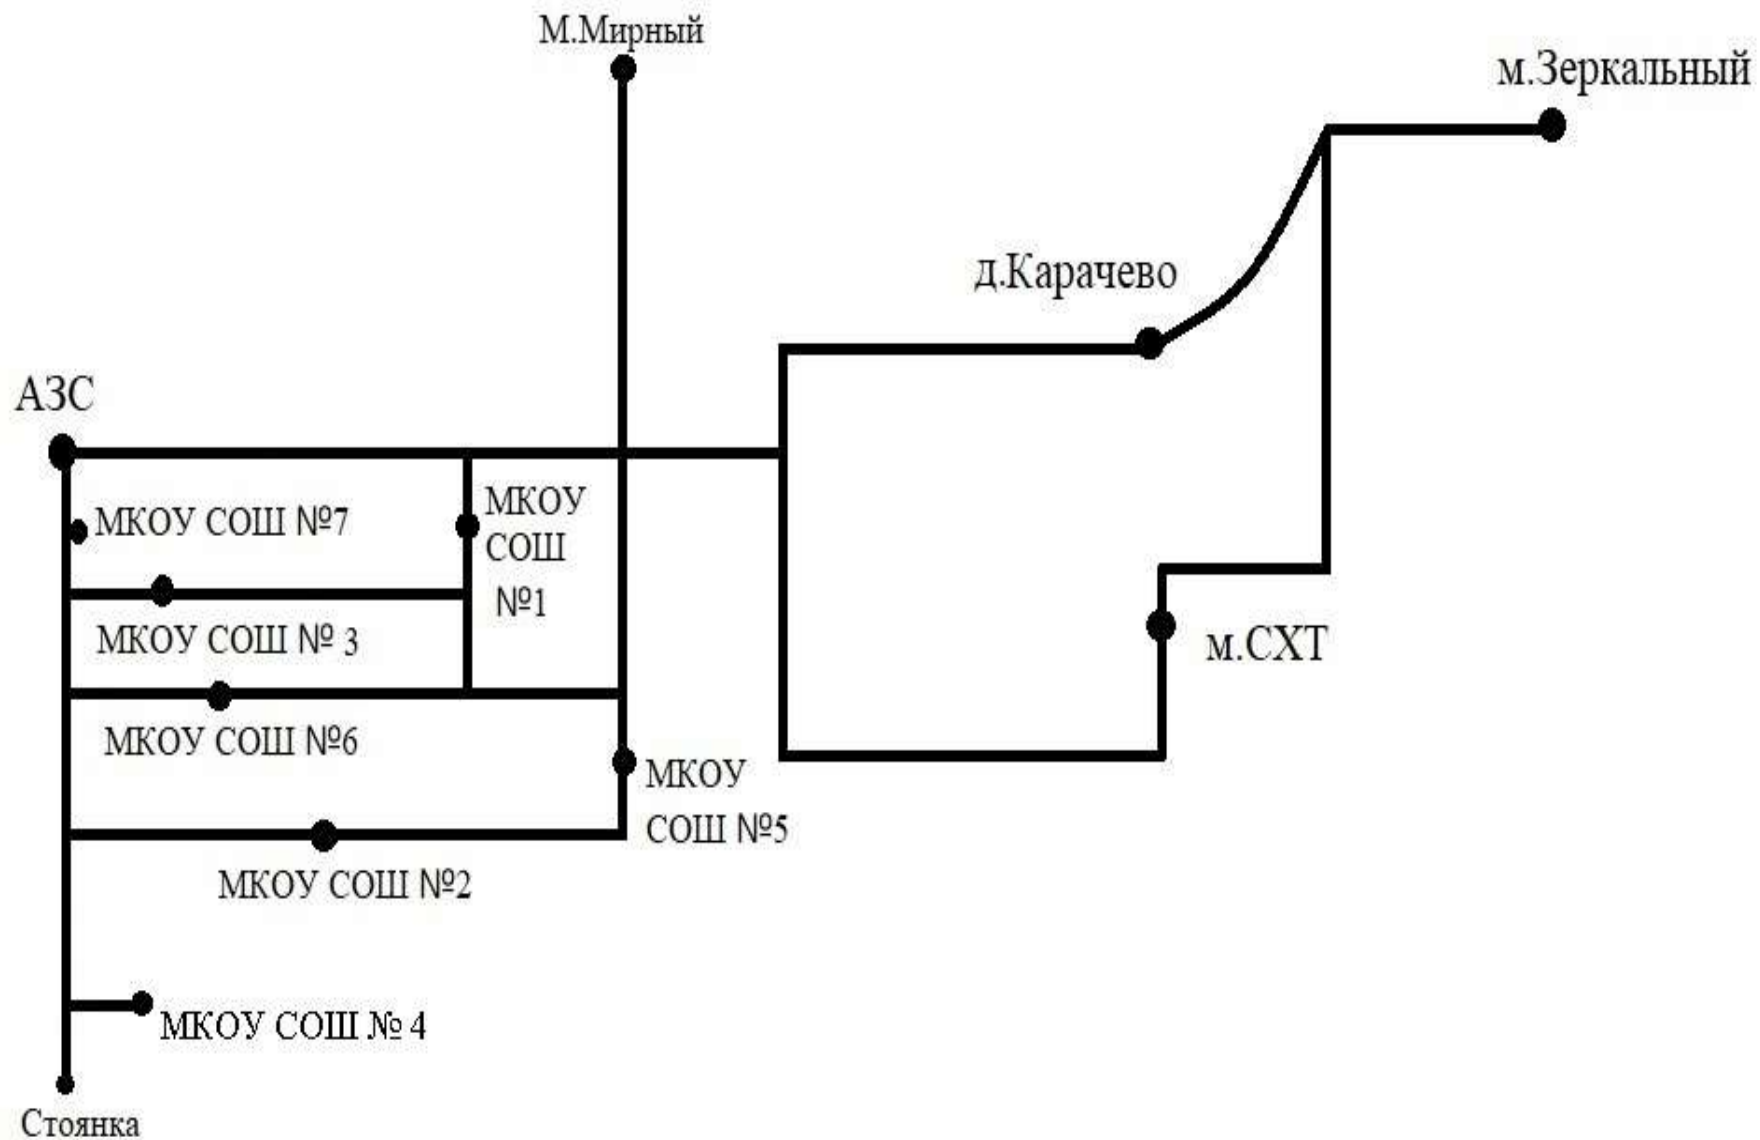 М.Мирный
м.Зеркальный
д.Карачево
АЗС
МКОУ СОШ №7
МКОУ
СОШ
№1
МКОУ СОШ № 3
м.СХТ
МКОУ СОШ №6
МКОУ
СОШ №5
МКОУ СОШ №2
МКОУ СОШ № 4
Стоянка